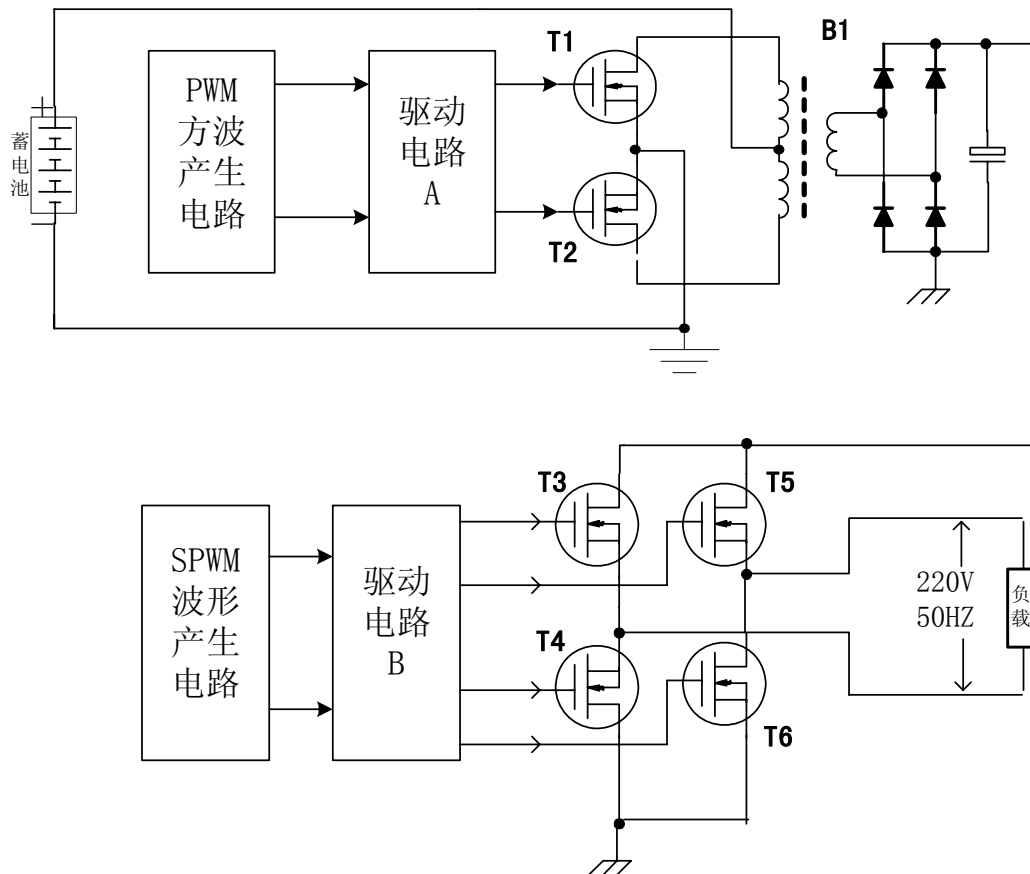 B1
T1
PWM
方波
产生
电路
驱动
电路
A
+
蓄电池
T2
T3
T5
SPWM
波形
产生
电路
驱动
电路
B
220V
50HZ
负载
T4
T6